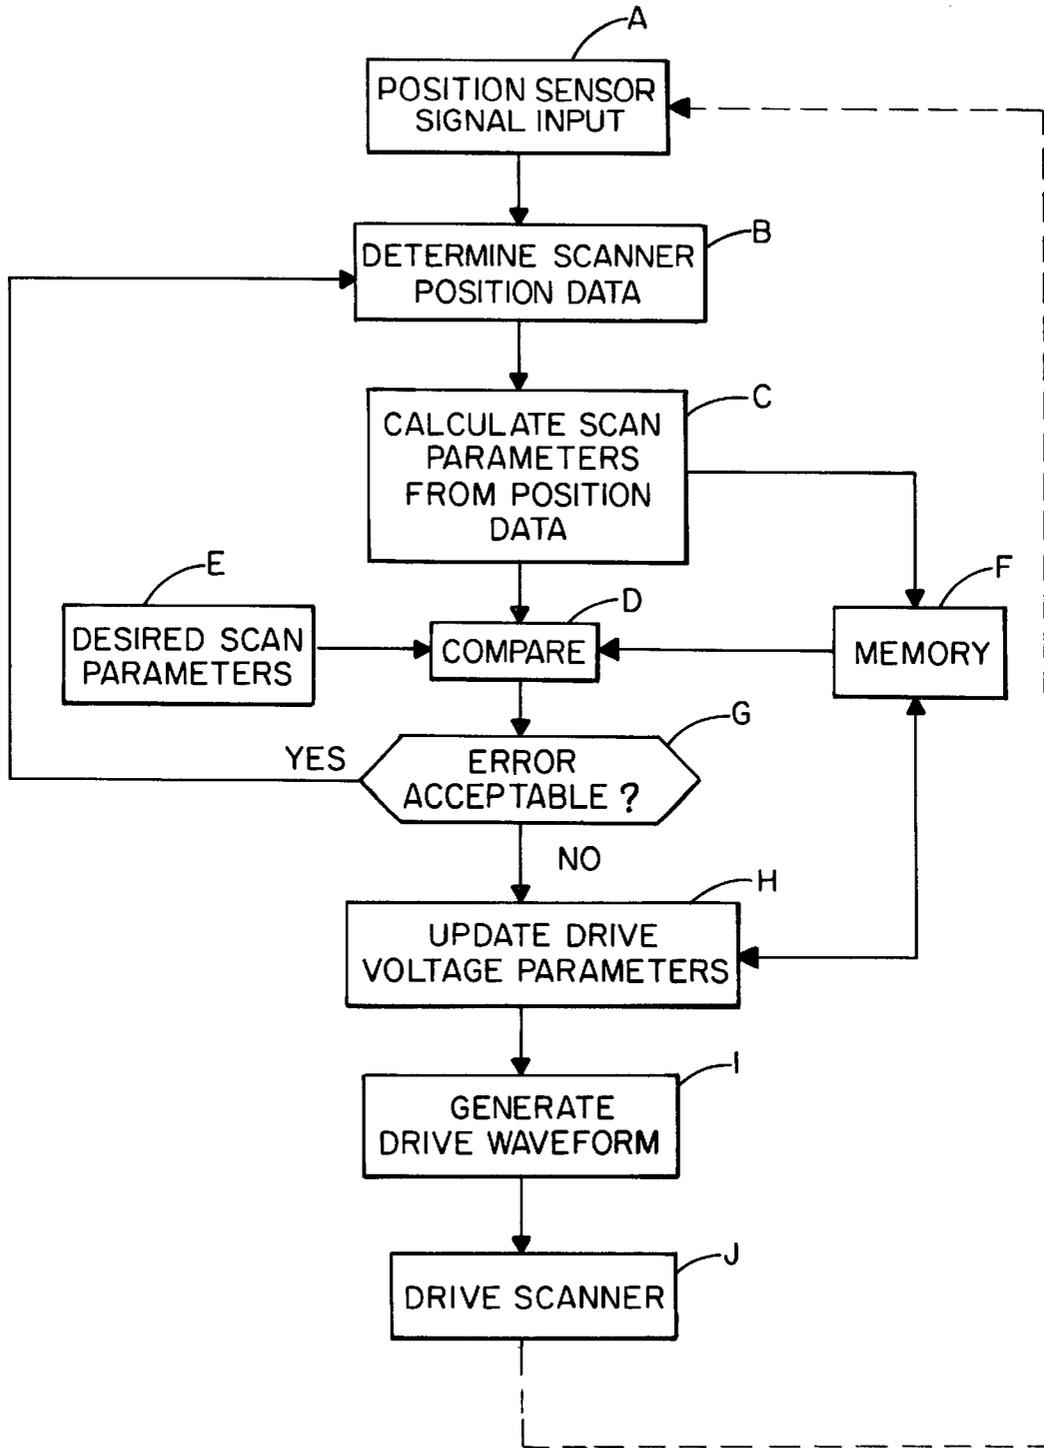 A
POSITION SENSOR
SIGNAL INPUT
B
DETERMINE SCANNER
POSITION DATA
C
CALCULATE SCAN
PARAMETERS
FROM POSITION
DATA
E
DESIRED SCAN
PARAMETERS
D
COMPARE
F
MEMORY
G
YES
ERROR
ACCEPTABLE ?
NO
H
UPDATE DRIVE
VOLTAGE PARAMETERS
I
GENERATE
DRIVE WAVEFORM
J
DRIVE SCANNER